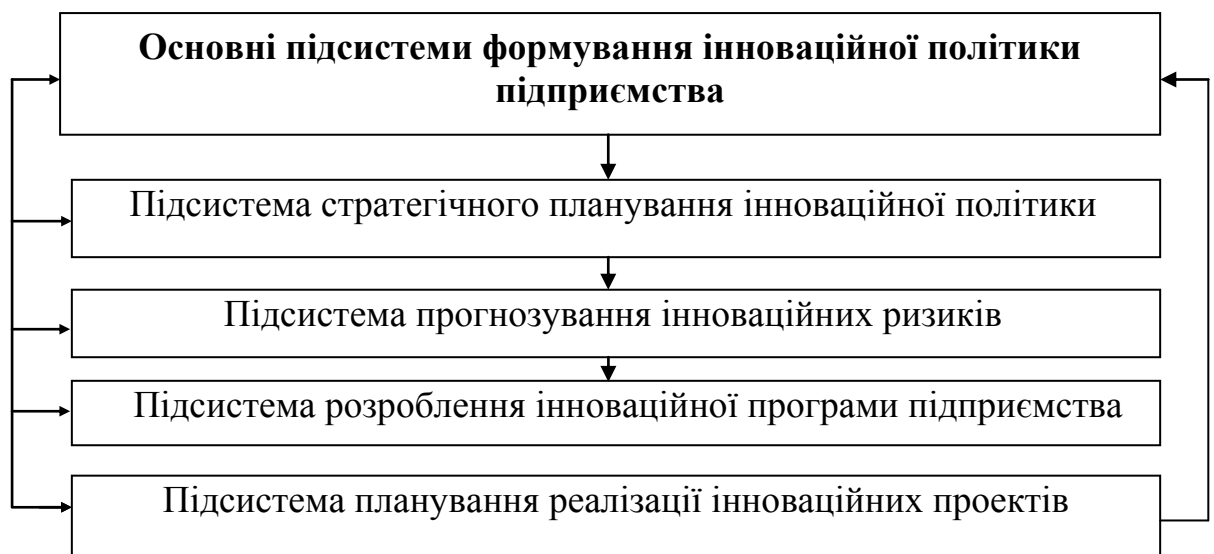 Основні підсистеми формування інноваційної політики
підприємства
Підсистема стратегічного планування інноваційної політики
Підсистема прогнозування інноваційних ризиків
Підсистема розроблення інноваційної програми підприємства
Підсистема планування реалізації інноваційних проектів